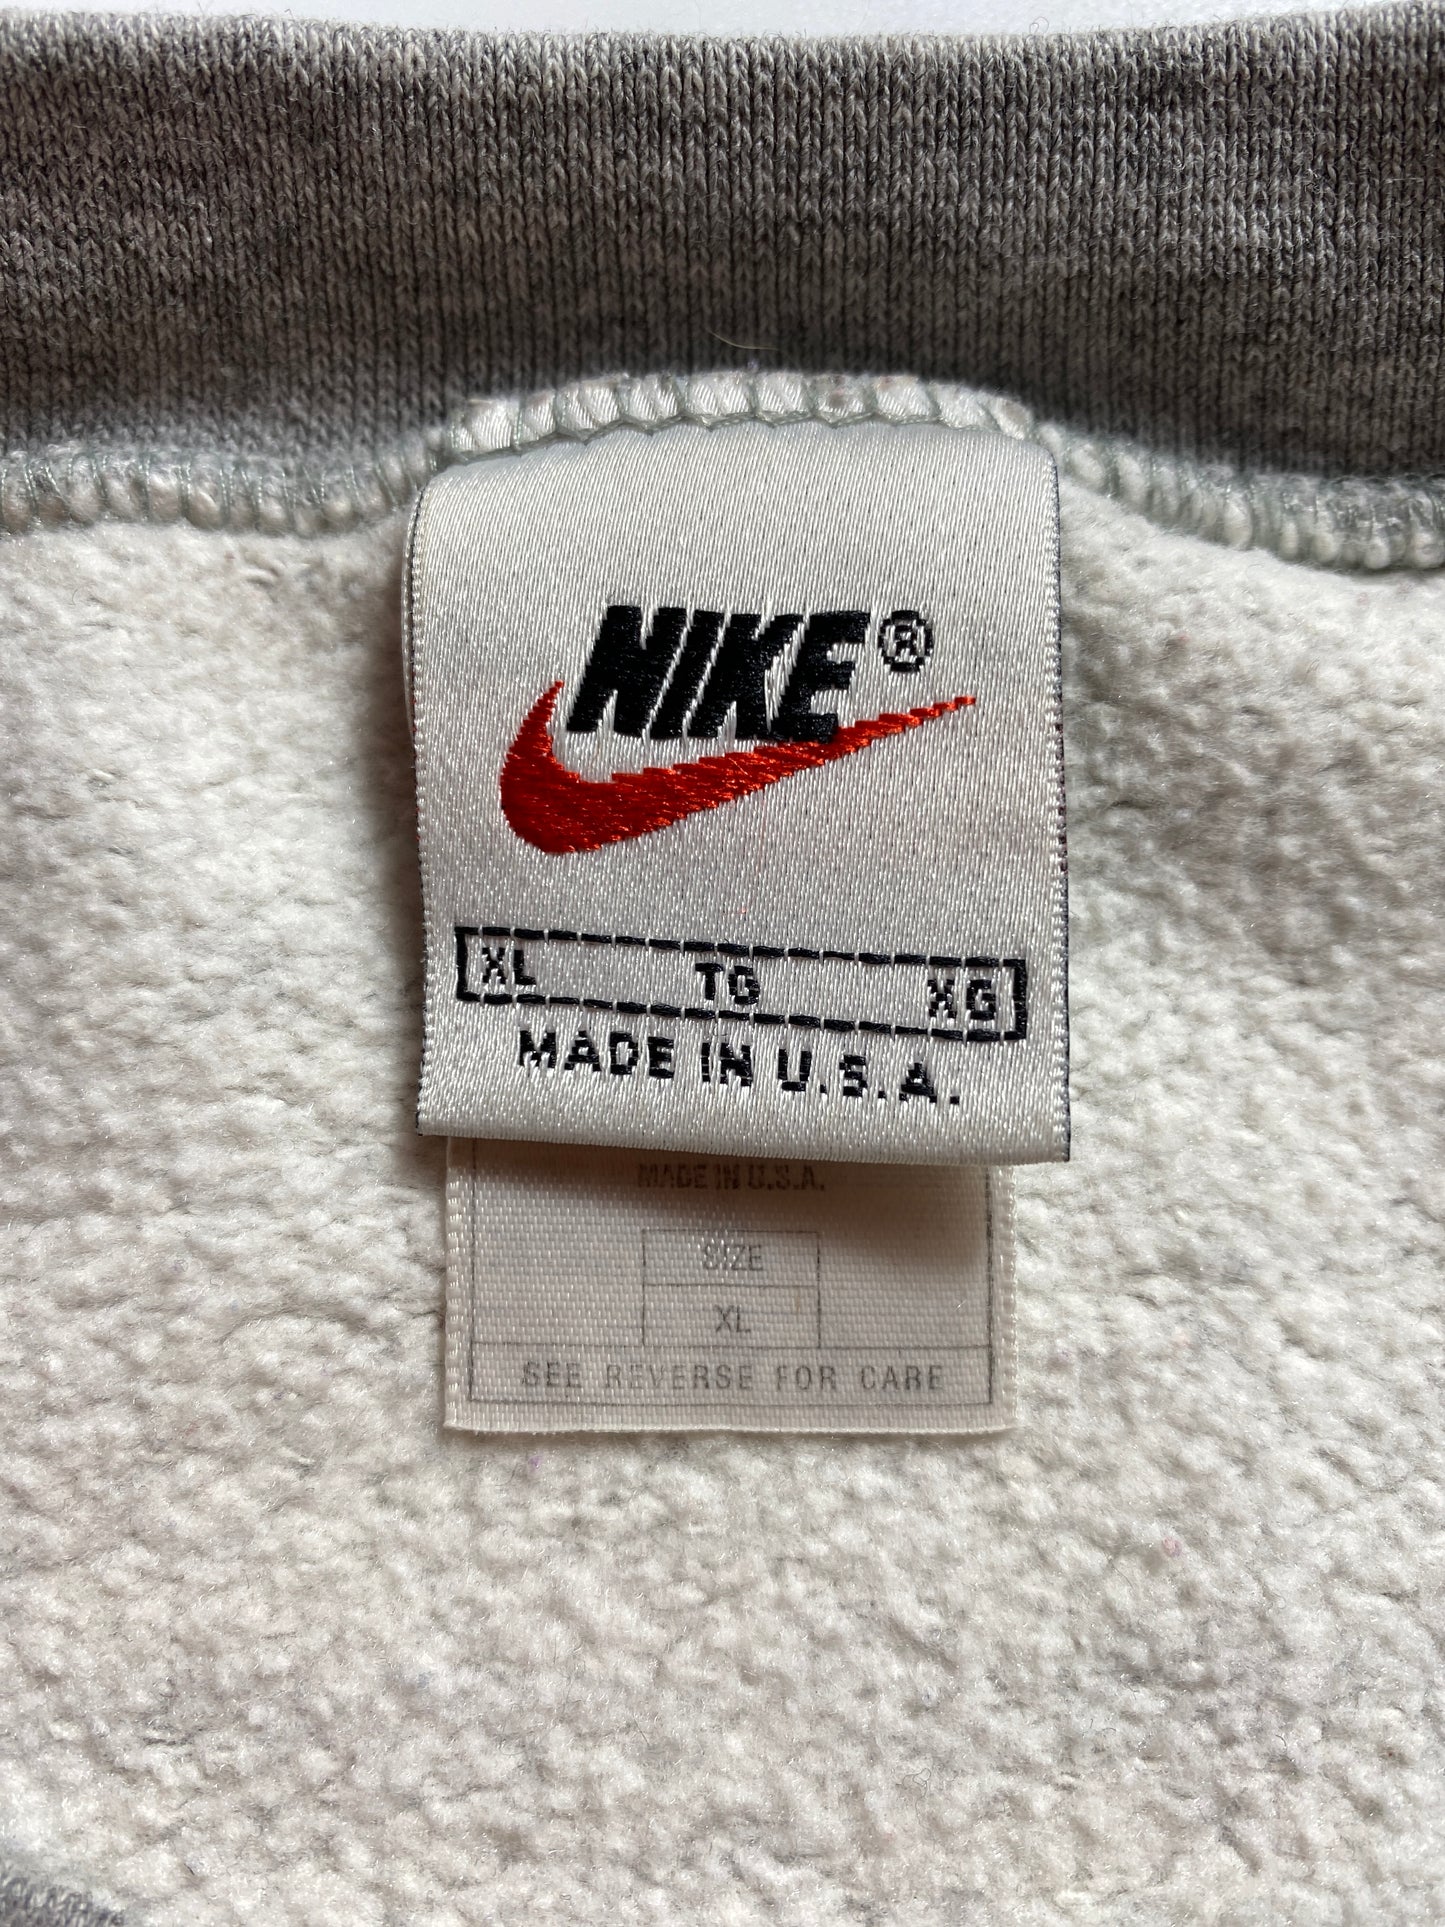 NIKE®
XL TG XG
MADE IN U.S.A.
MADE IN U.S.A.
SIZE
XL
SEE REVERSE FOR CARE